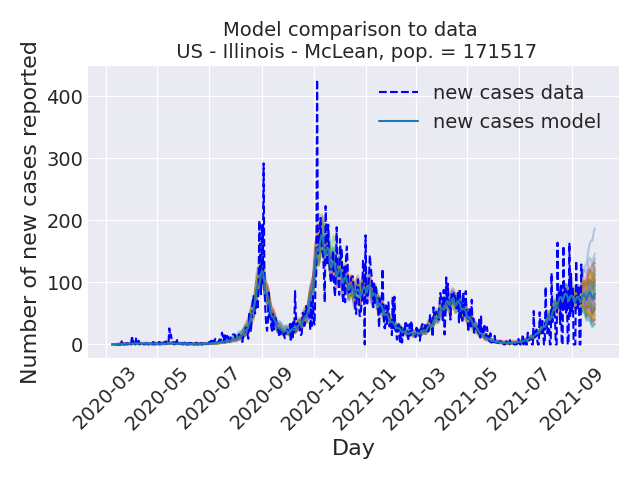 Model comparison to data
US - Illinois - McLean, pop. = 171517
Number of new cases reported
400
300
200
100
0
new cases data
new cases model
2020-03
2020-05
2020-07
2020-09
2020-11
2021-01
2021-03
2021-05
2021-07
2021-09
Day